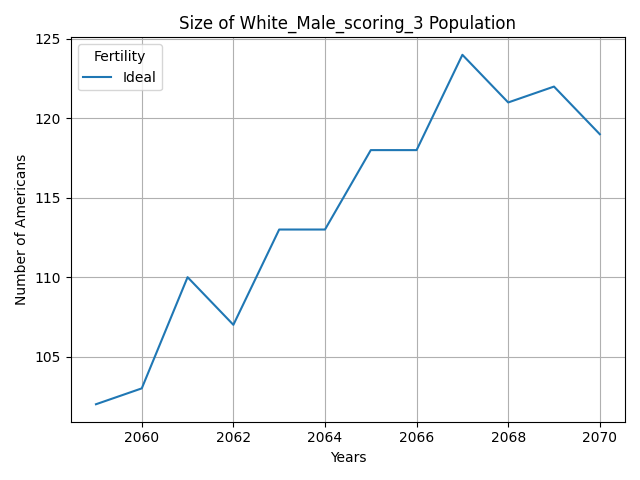 Size of White_Male_scoring_3 Population
Fertility
Ideal
Number of Americans
125
120
115
110
105
2060 2062 2064 2066 2068 2070
Years